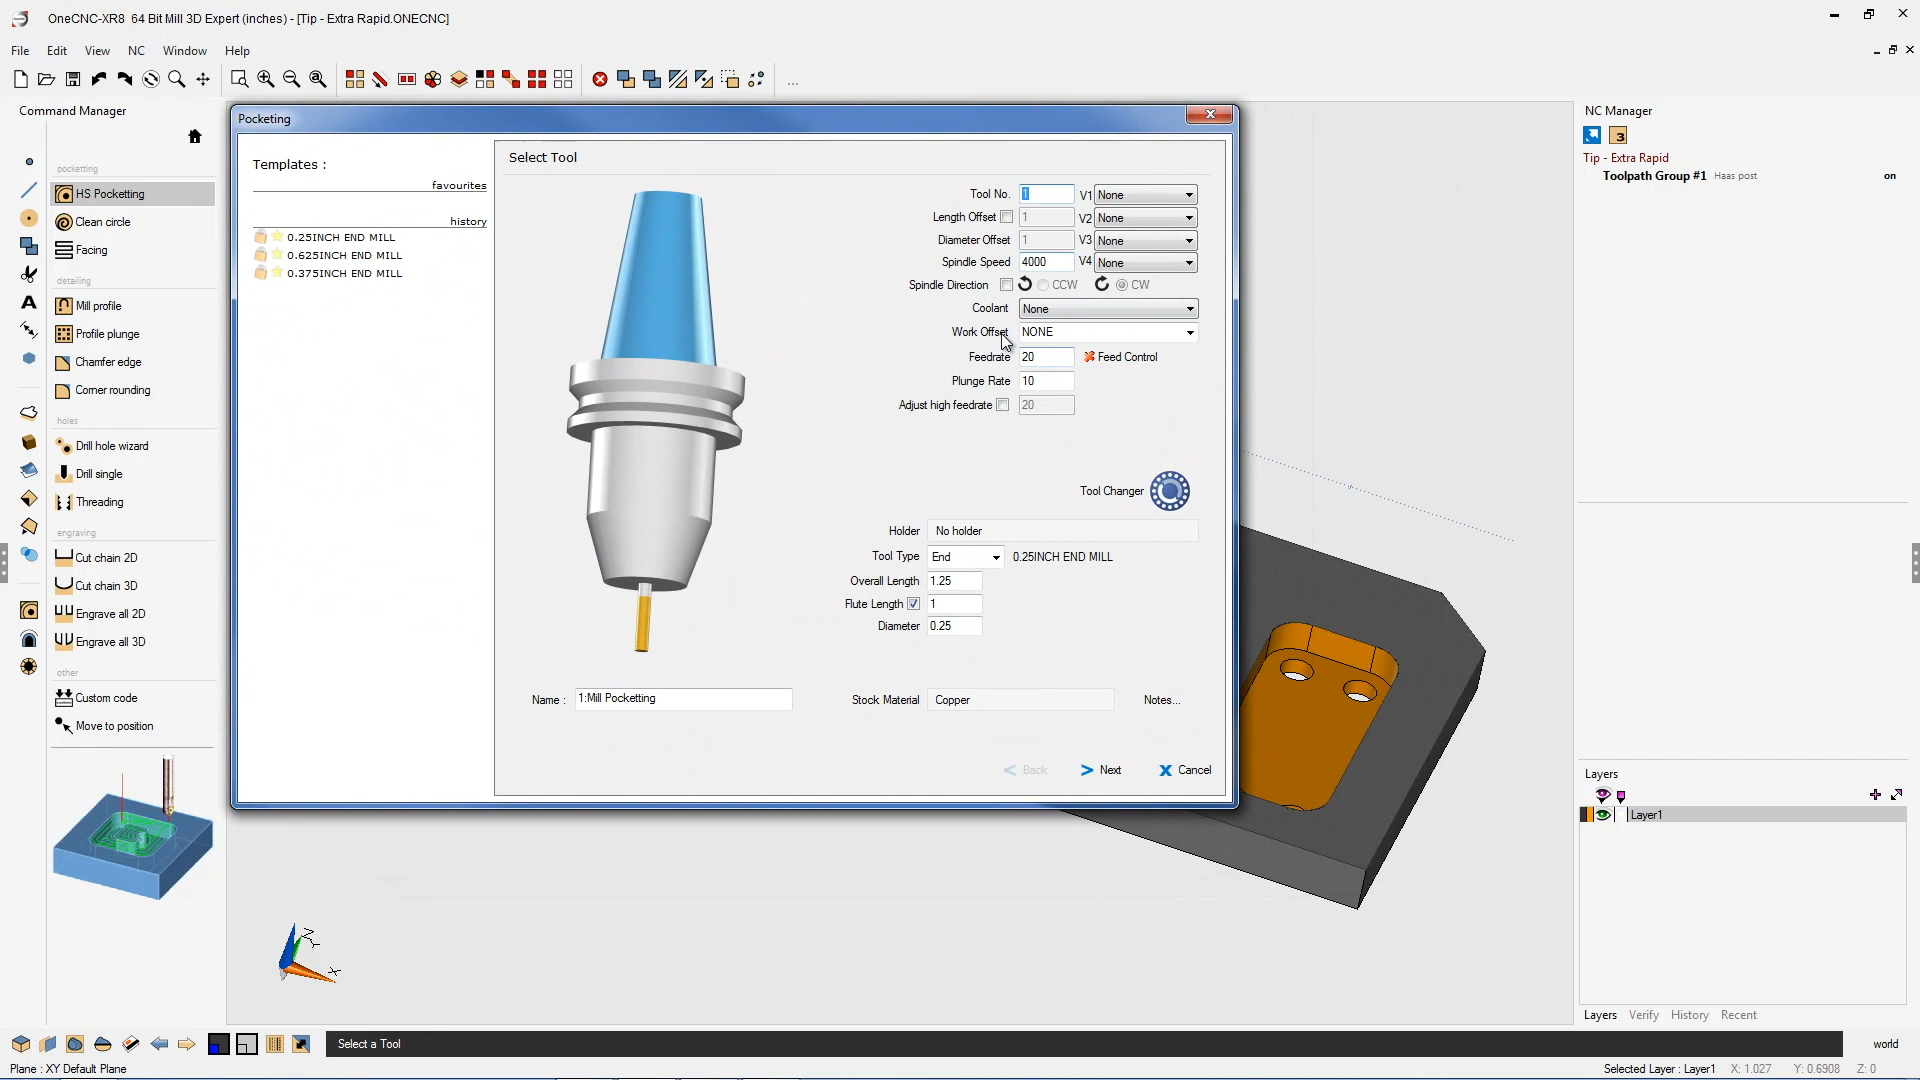 OneCNC-XR8  64 Bit Mill 3D Expert (inches) - [Tip - Extra Rapid.ONECNC]
File Edit View NC Window Help
...
Command Manager
pocketting
HS Pocketting
Clean circle
Facing
detailing
Mill profile
Profile plunge
Chamfer edge
Corner rounding
holes
Drill hole wizard
Drill single
Threading
engraving
Cut chain 2D
Cut chain 3D
Engrave all 2D
Engrave all 3D
other
Custom code
Move to position
Pocketing
Templates :
favourites
history
0.25INCH END MILL
0.625INCH END MILL
0.375INCH END MILL
Select Tool
Tool No. 1 V1 None
Length Offset 1 V2 None
Diameter Offset 1 V3 None
Spindle Speed 4000 V4 None
Spindle Direction CCW CW
Coolant None
Work Offset NONE
Feedrate 20 Feed Control
Plunge Rate 10
Adjust high feedrate 20
Tool Changer
Holder No holder
Tool Type End 0.25INCH END MILL
Overall Length 1.25
Flute Length 1
Diameter 0.25
Name : 1:Mill Pocketting Stock Material Copper Notes...
< Back > Next X Cancel
NC Manager
3
Tip - Extra Rapid
Toolpath Group #1 Haas post on
Layers
Layer1
Layers Verify History Recent
Z Y X
A
Select a Tool world
Plane : XY Default Plane Selected Layer : Layer1 X: 1.027 Y: 0.6908 Z: 0